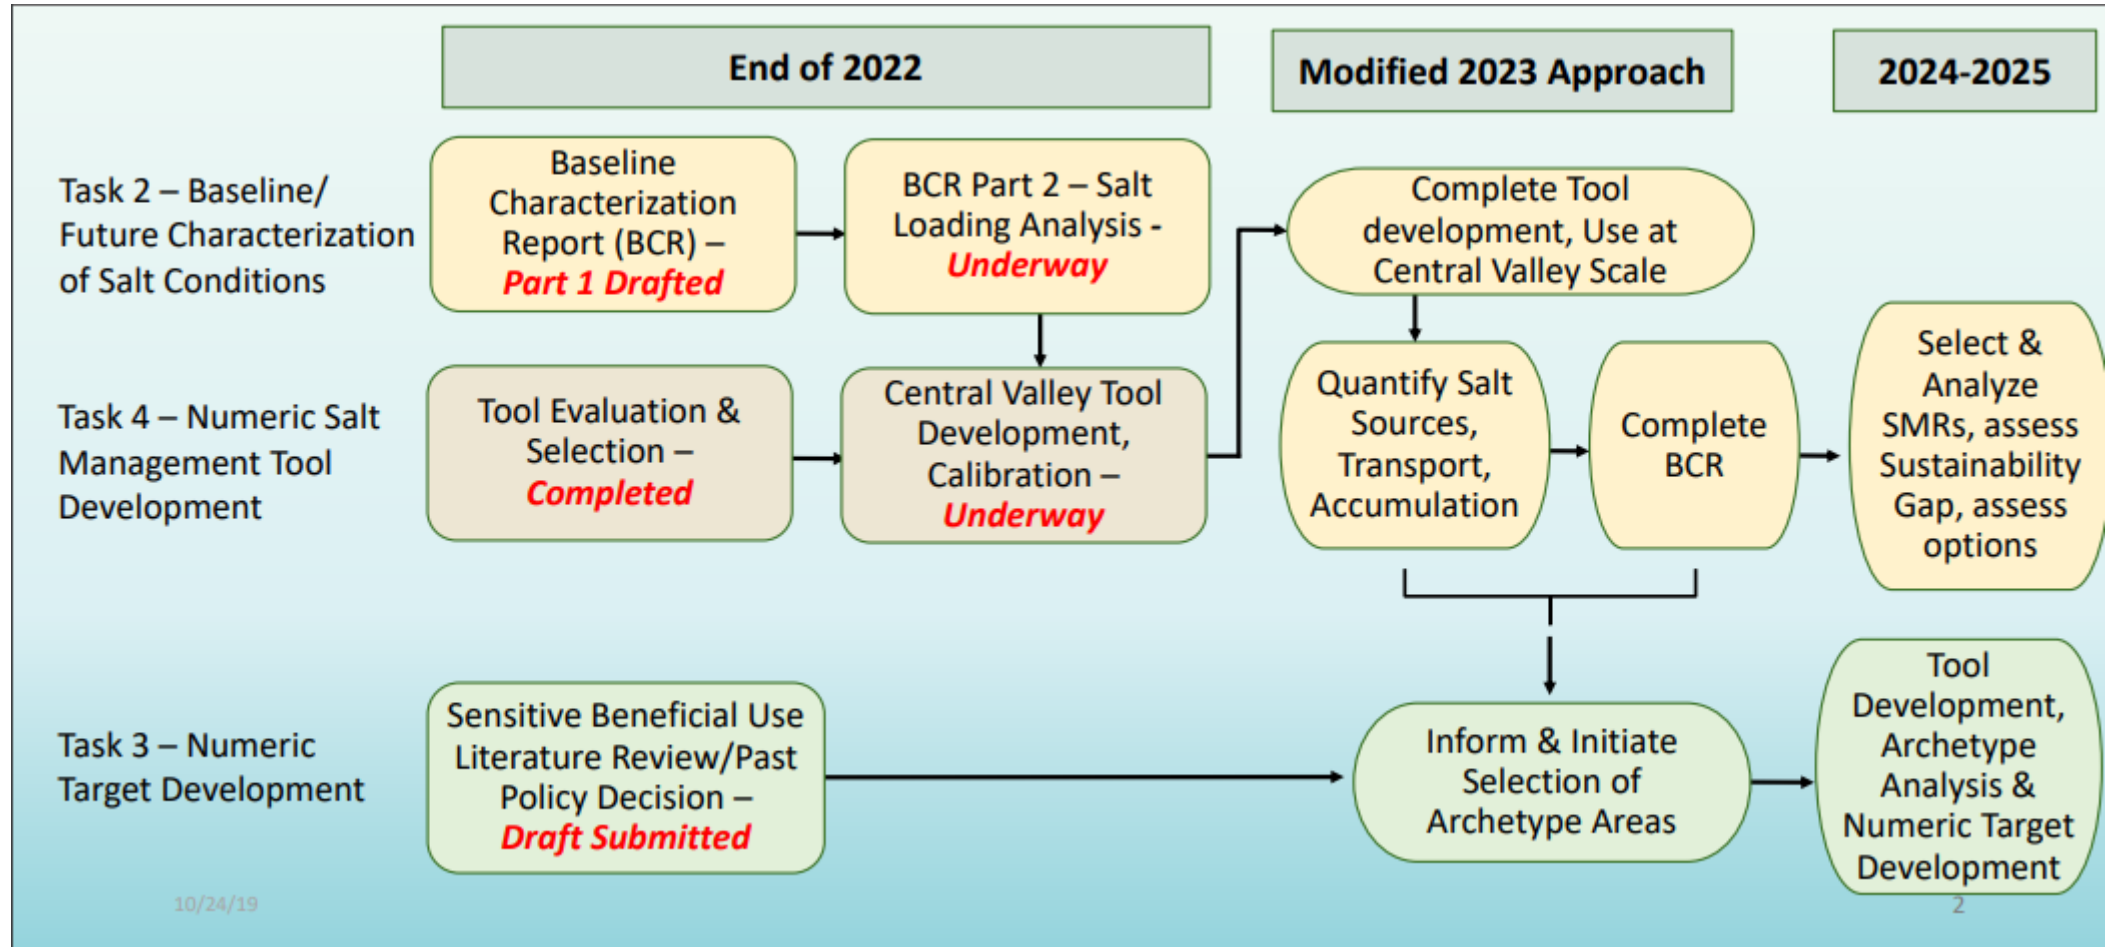 End of 2022
Modified 2023 Approach
2024-2025
Task 2 – Baseline/
Future Characterization
of Salt Conditions
Baseline
Characterization
Report (BCR) –
Part 1 Drafted
BCR Part 2 – Salt
Loading Analysis -
Underway
Complete Tool
development, Use at
Central Valley Scale
Task 4 – Numeric Salt
Management Tool
Development
Tool Evaluation &
Selection –
Completed
Central Valley Tool
Development,
Calibration –
Underway
Quantify Salt
Sources,
Transport,
Accumulation
Complete
BCR
Select &
Analyze
SMRs, assess
Sustainability
Gap, assess
options
Task 3 – Numeric
Target Development
Sensitive Beneficial Use
Literature Review/Past
Policy Decision –
Draft Submitted
Inform & Initiate
Selection of
Archetype Areas
Tool
Development,
Archetype
Analysis &
Numeric Target
Development
10/24/19
2